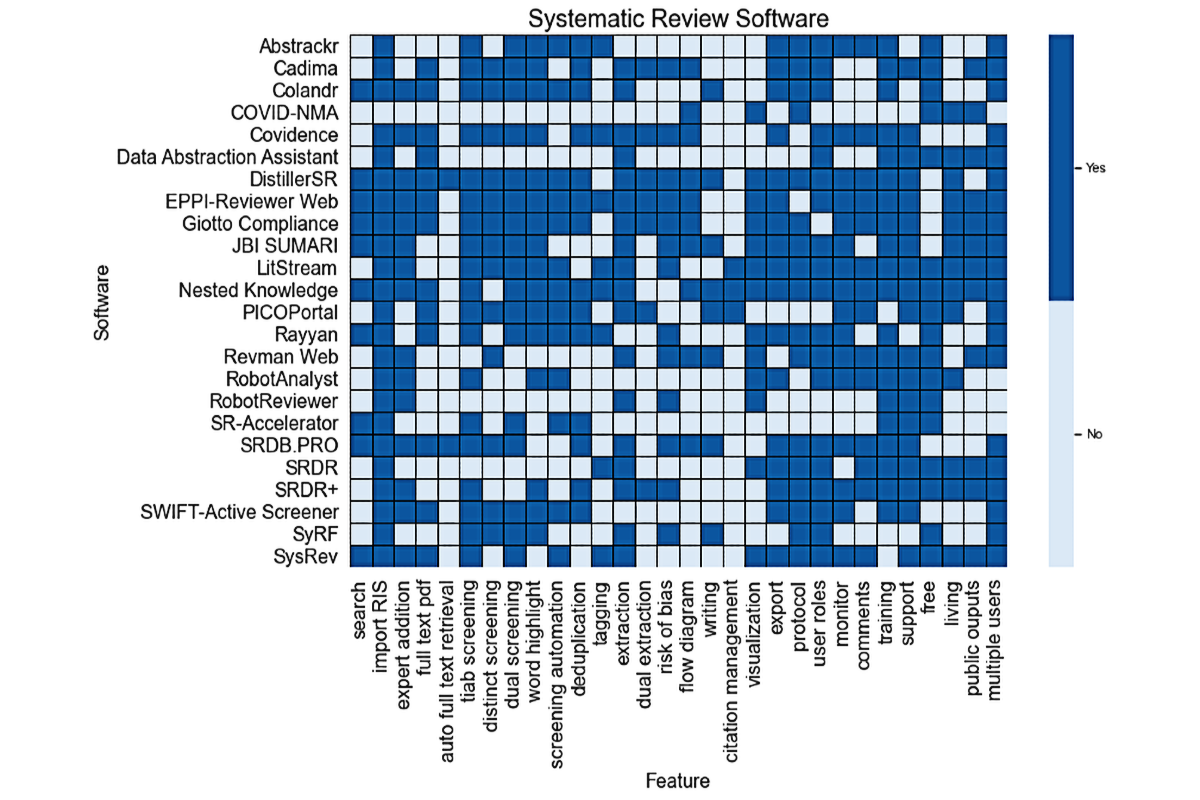 Systematic Review Software
Abstrackr
Cadima
Colandr
COVID-NMA
Covidence
Data Abstraction Assistant
DistillerSR
EPPI-Reviewer Web
Giotto Compliance
JBI SUMARI
LitStream
Nested Knowledge
PICOPortal
Rayyan
Revman Web
RobotAnalyst
RobotReviewer
SR-Accelerator
SRDB.PRO
SRDR
SRDR+
SWIFT-Active Screener
SyRF
SysRev
Software
Yes
No
search
import RIS
expert addition
full text pdf
auto full text retrieval
tiab screening
distinct screening
dual screening
word highlight
screening automation
deduplication
tagging
extraction
dual extraction
risk of bias
flow diagram
writing
citation management
visualization
export
protocol
user roles
monitor
comments
training
support
free
living
public ouputs
multiple users
Feature